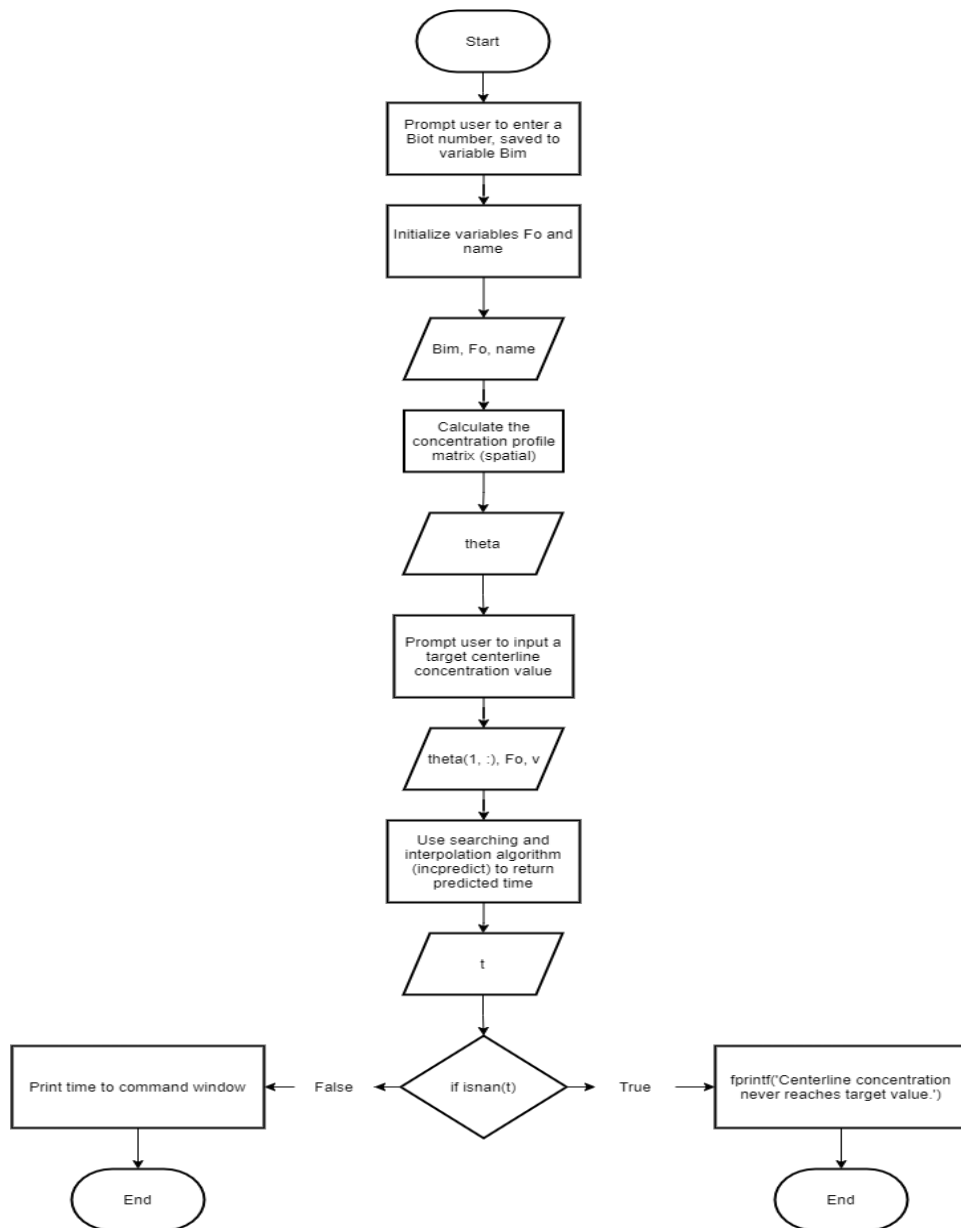 Start
Prompt user to enter a
Biot number, saved to
variable Bim
Initialize variables Fo and
name
Bim, Fo, name
Calculate the
concentration profile
matrix (spatial)
theta
Prompt user to input a
target centerline
concentration value
theta(1, :), Fo, v
Use searching and
interpolation algorithm
(incpredict) to return
predicted time
t
if isnan(t)
False
Print time to command window
End
True
fprintf('Centerline concentration
never reaches target value.')
End